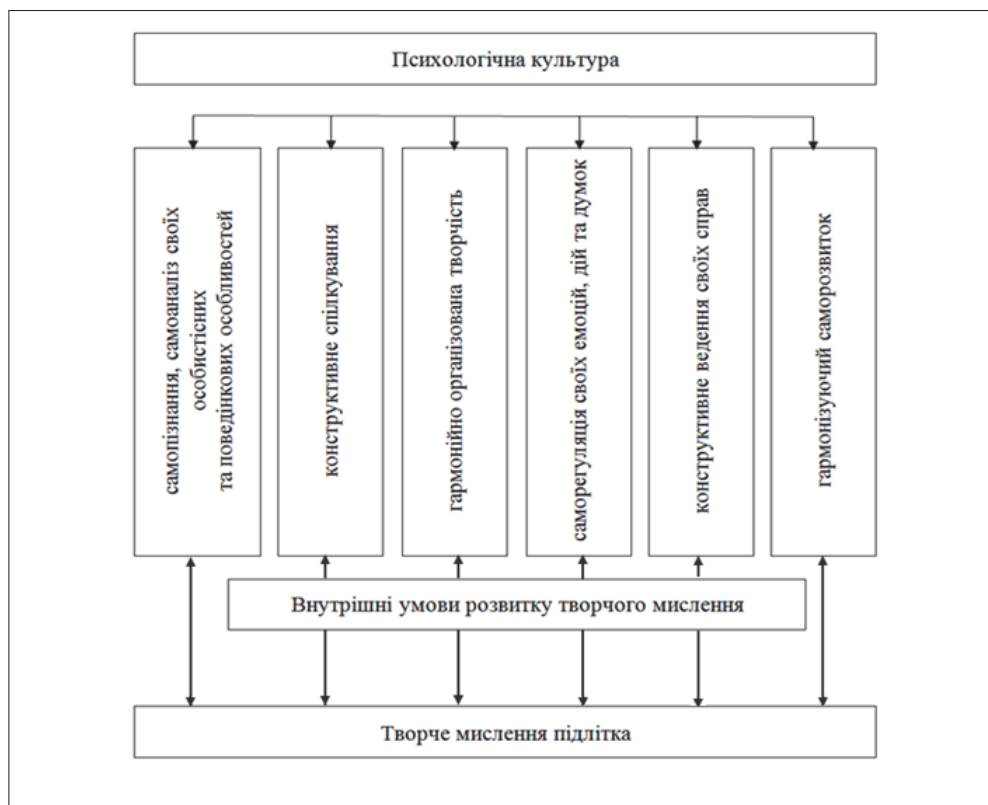 Психологічна культура
самопізнання, самоаналіз своїх
особистісних
та поведінкових особливостей
конструктивне спілкування
гармонійно організована творчість
саморегуляція своїх емоцій, дій та думок
конструктивне ведення своїх справ
гармонізуючий саморозвиток
Внутрішні умови розвитку творчого мислення
Творче мислення підлітка